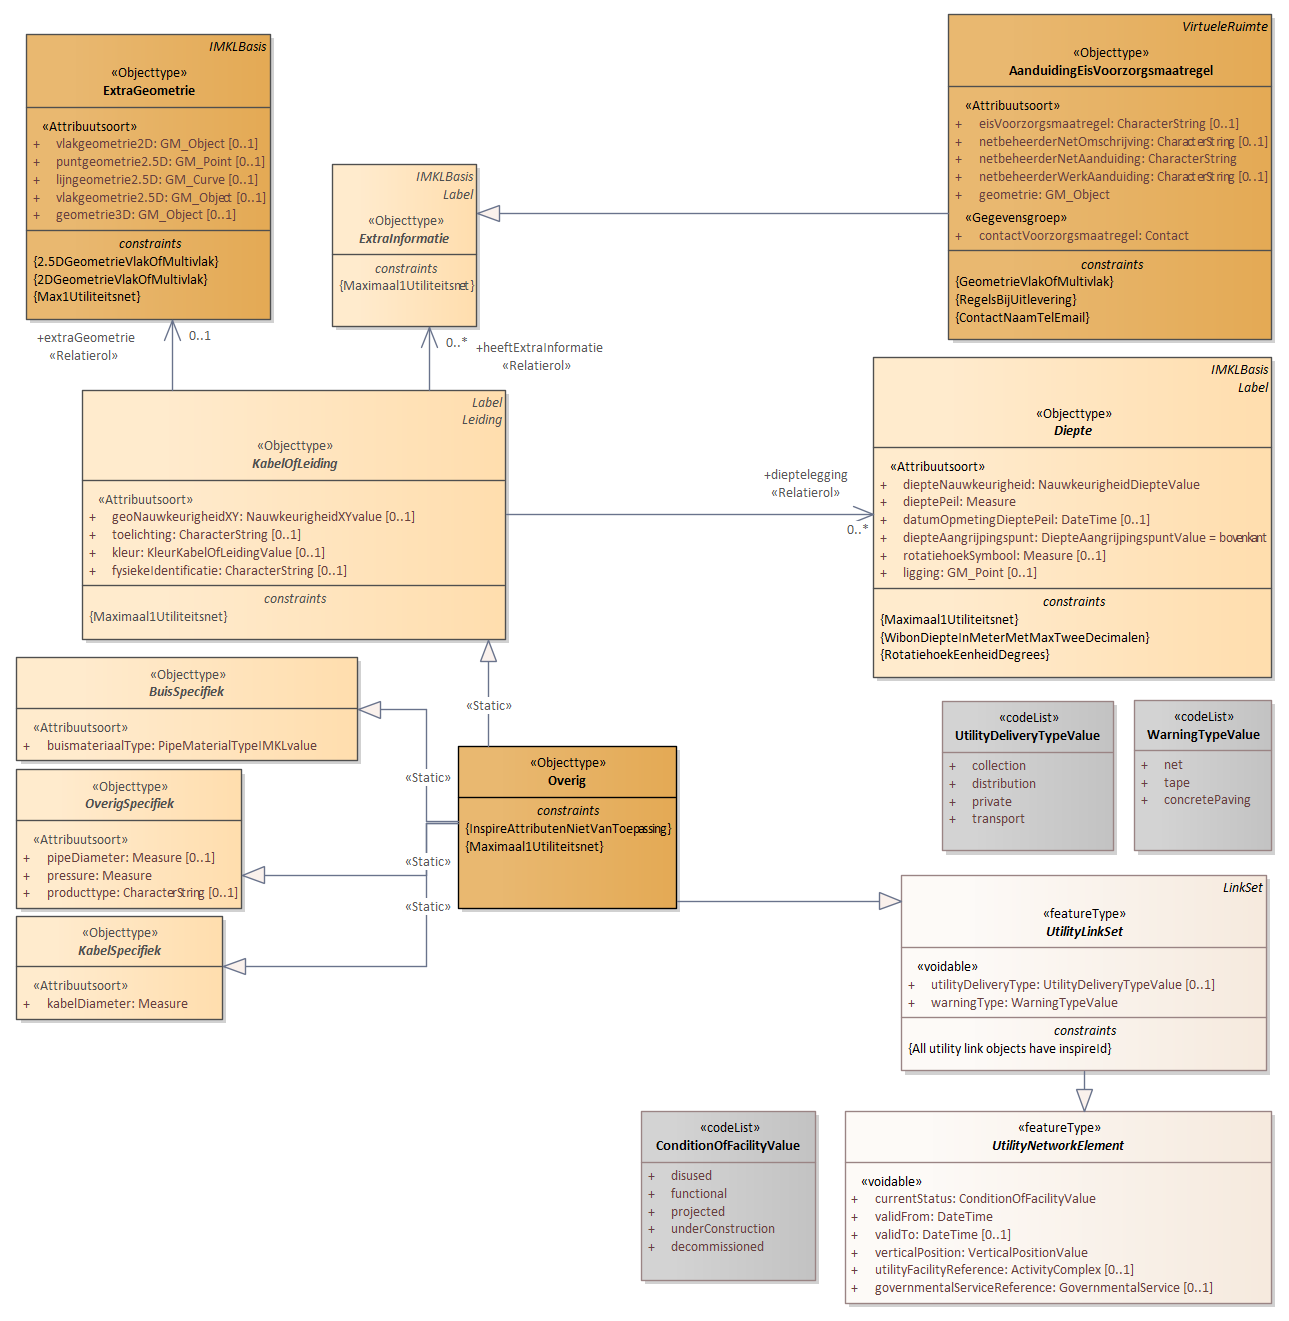 IMKLBasis
«Objecttype»
ExtraGeometrie
«Attribuutsoort»
+ vlakgeometrie2D: GM_Object [0..1]
+ puntgeometrie2.5D: GM_Point [0..1]
+ lijngeometrie2.5D: GM_Curve [0..1]
+ vlakgeometrie2.5D: GM_Object [0..1]
+ geometrie3D: GM_Object [0..1]
constraints
{2.5DGeometrieVlakOfMultivlak}
{2DGeometrieVlakOfMultivlak}
{Max1Utiliteitsnet}
IMKLBasis
Label
«Objecttype»
ExtraInformatie
constraints
{Maximaal1Utiliteitsnet}
VirtueleRuimte
«Objecttype»
AanduidingEisVoorzorgsmaatregel
«Attribuutsoort»
+ eisVoorzorgsmaatregel: CharacterString [0..1]
+ netbeheerderNetOmschrijving: CharacterString [0..1]
+ netbeheerderNetAanduiding: CharacterString
+ netbeheerderWerkAanduiding: CharacterString [0..1]
+ geometrie: GM_Object
«Gegevensgroep»
+ contactVoorzorgsmaatregel: Contact
constraints
{GeometrieVlakOfMultivlak}
{RegelsBijUitlevering}
{ContactNaamTelEmail}
+extraGeometrie
«Relatierol»
0..1
0..*
+heeftExtraInformatie
«Relatierol»
Label
Leiding
«Objecttype»
KabelOfLeiding
«Attribuutsoort»
+ geoNauwkeurigheidXY: NauwkeurigheidXYvalue [0..1]
+ toelichting: CharacterString [0..1]
+ kleur: KleurKabelOfLeidingValue [0..1]
+ fysiekeIdentificatie: CharacterString [0..1]
constraints
{Maximaal1Utiliteitsnet}
+dieptelegging
«Relatierol»
0..*
IMKLBasis
Label
«Objecttype»
Diepte
«Attribuutsoort»
+ diepteNauwkeurigheid: NauwkeurigheidDiepteValue
+ dieptePeil: Measure
+ datumOpmetingDieptePeil: DateTime [0..1]
+ diepteAangrijpingspunt: DiepteAangrijpingspuntValue = bovenkant
+ rotatiehoekSymbool: Measure [0..1]
+ ligging: GM_Point [0..1]
constraints
{Maximaal1Utiliteitsnet}
{WibonDiepteInMeterMetMaxTweeDecimalen}
{RotatiehoekEenheidDegrees}
«Objecttype»
BuisSpecifiek
«Attribuutsoort»
+ buismateriaalType: PipeMaterialTypeIMKLvalue
«Static»
«Static»
«Static»
«Static»
«Objecttype»
OverigSpecifiek
«Attribuutsoort»
+ pipeDiameter: Measure [0..1]
+ pressure: Measure
+ producttype: CharacterString [0..1]
«Objecttype»
KabelSpecifiek
«Attribuutsoort»
+ kabelDiameter: Measure
«Objecttype»
Overig
constraints
{InspireAttributenNietVanToepassing}
{Maximaal1Utiliteitsnet}
«codeList»
UtilityDeliveryTypeValue
+ collection
+ distribution
+ private
+ transport
«codeList»
WarningTypeValue
+ net
+ tape
+ concretePaving
LinkSet
«featureType»
UtilityLinkSet
«voidable»
+ utilityDeliveryType: UtilityDeliveryTypeValue [0..1]
+ warningType: WarningTypeValue
constraints
{All utility link objects have inspireId}
«codeList»
ConditionOfFacilityValue
+ disused
+ functional
+ projected
+ underConstruction
+ decommissioned
«featureType»
UtilityNetworkElement
«voidable»
+ currentStatus: ConditionOfFacilityValue
+ validFrom: DateTime
+ validTo: DateTime [0..1]
+ verticalPosition: VerticalPositionValue
+ utilityFacilityReference: ActivityComplex [0..1]
+ governmentalServiceReference: GovernmentalService [0..1]